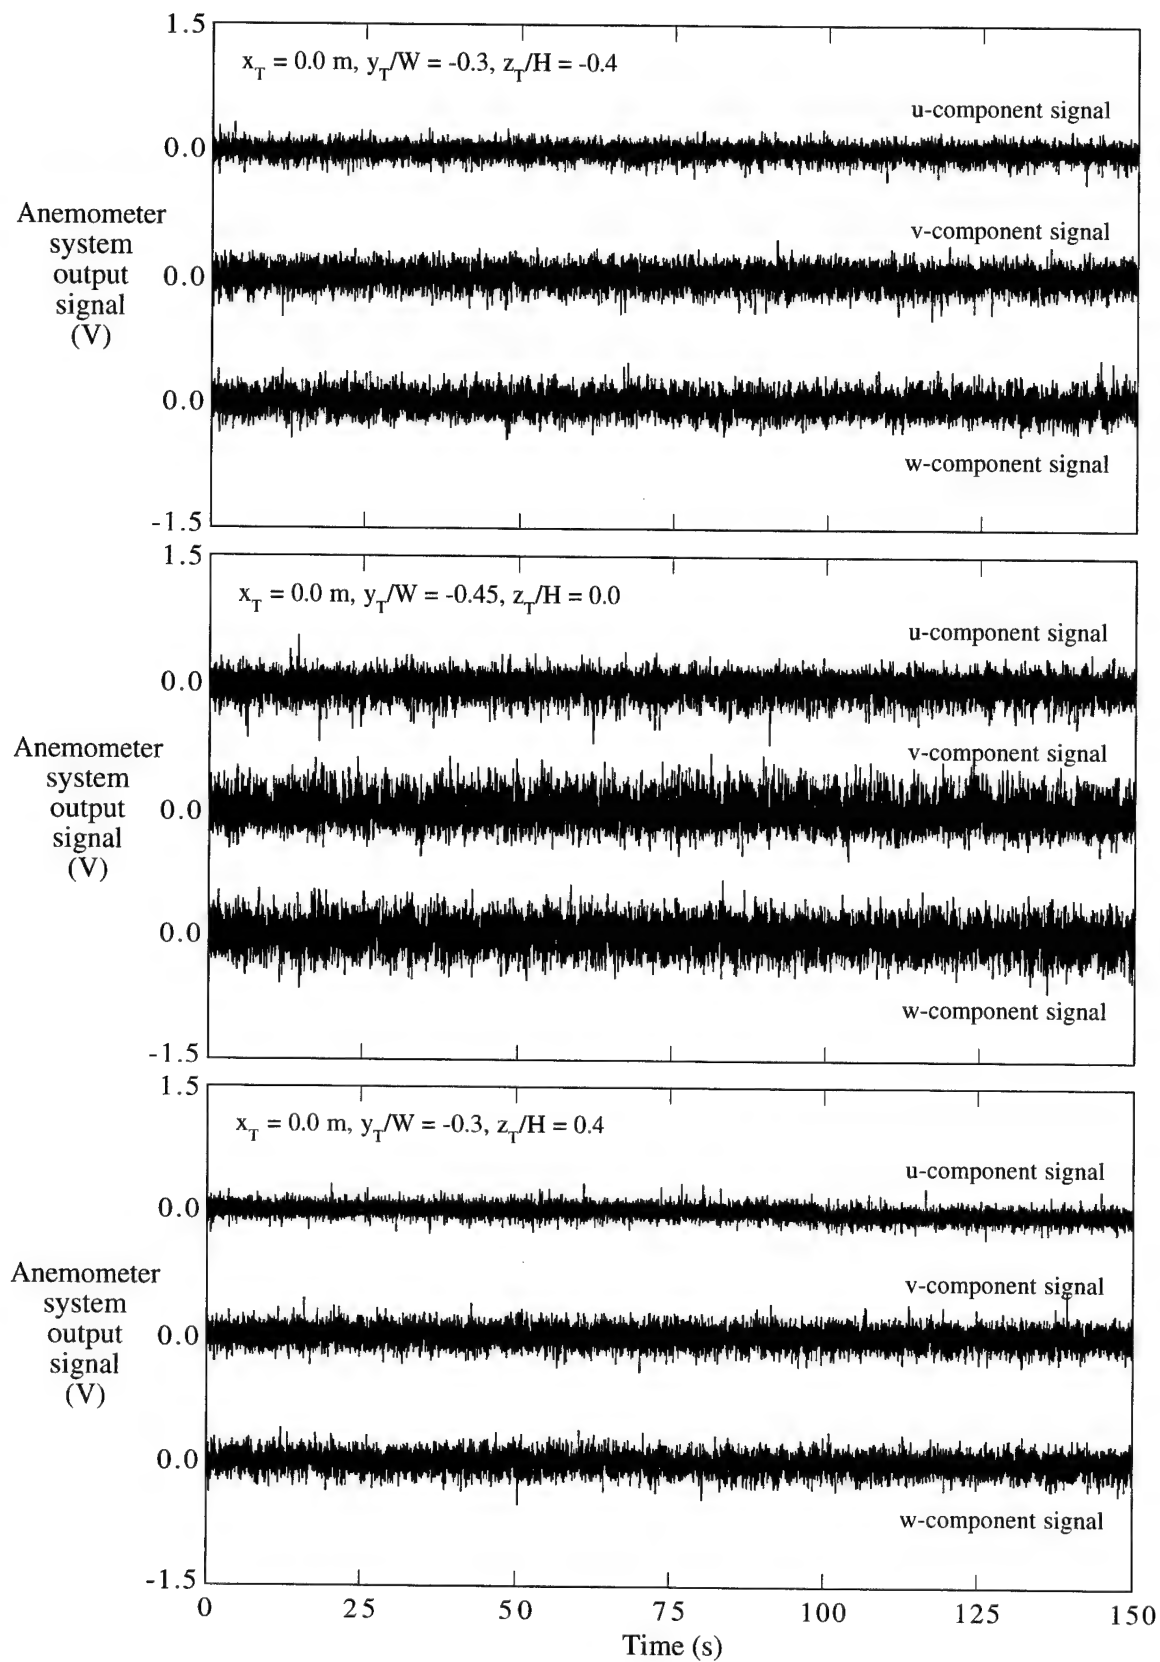 1.5
x_T = 0.0 m, y_T/W = -0.3, z_T/H = -0.4
u-component signal
0.0
v-component signal
0.0
0.0
w-component signal
-1.5
Anemometer
system
output
signal
(V)
1.5
x_T = 0.0 m, y_T/W = -0.45, z_T/H = 0.0
u-component signal
0.0
v-component signal
0.0
0.0
w-component signal
-1.5
Anemometer
system
output
signal
(V)
1.5
x_T = 0.0 m, y_T/W = -0.3, z_T/H = 0.4
u-component signal
0.0
v-component signal
0.0
0.0
w-component signal
-1.5
Anemometer
system
output
signal
(V)
0 25 50 75 100 125 150
Time (s)